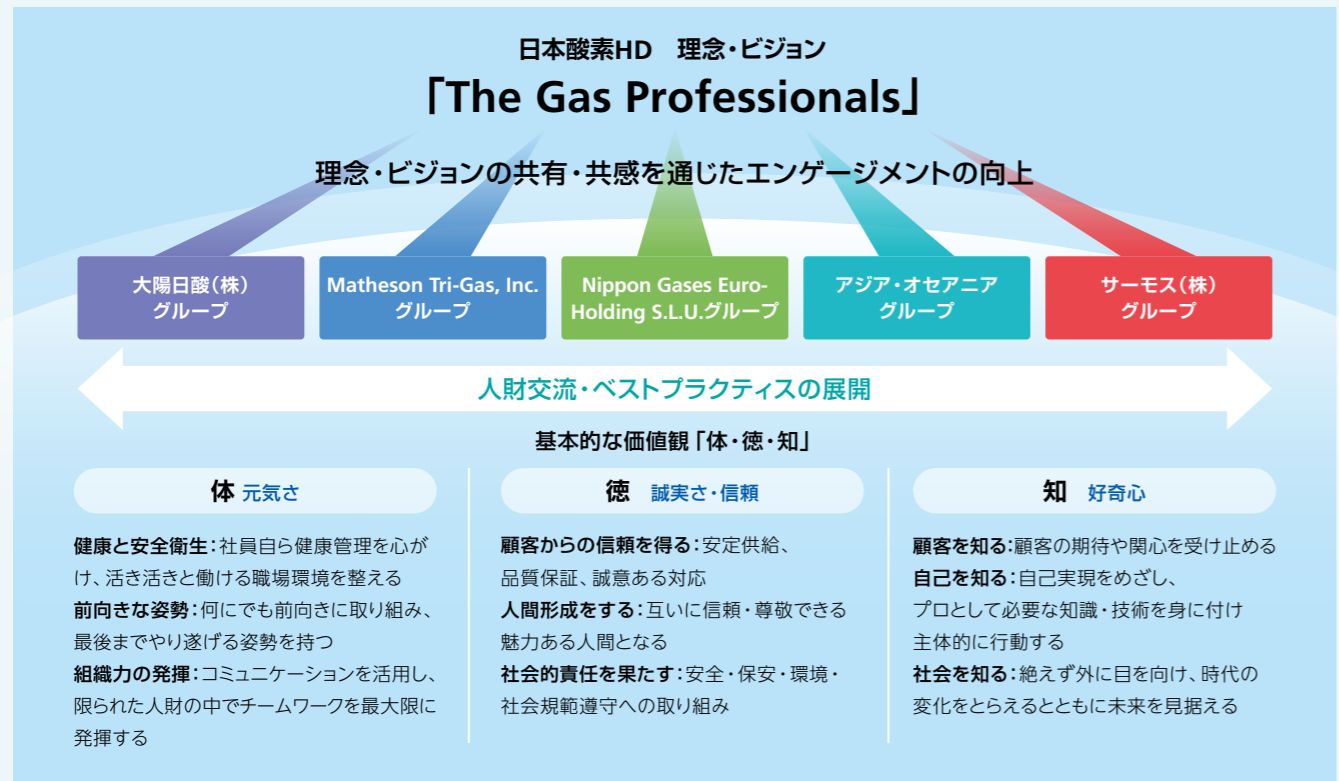 日本酸素HD　理念・ビジョン
「The Gas Professionals」
理念・ビジョンの共有・共感を通じたエンゲージメントの向上
大陽日酸(株)
グループ
Matheson Tri-Gas, Inc.
グループ
Nippon Gases Euro-
Holding S.L.U.グループ
アジア・オセアニア
グループ
サーモス(株)
グループ
人財交流・ベストプラクティスの展開
基本的な価値観「体・徳・知」
体 元気さ
健康と安全衛生：社員自ら健康管理を心が
け、活き活きと働ける職場環境を整える
前向きな姿勢：何にでも前向きに取り組み、
最後までやり遂げる姿勢を持つ
組織力の発揮：コミュニケーションを活用し、
限られた人財の中でチームワークを最大限に
発揮する
徳　誠実さ・信頼
顧客からの信頼を得る：安定供給、
品質保証、誠意ある対応
人間形成をする：互いに信頼・尊敬できる
魅力ある人間となる
社会的責任を果たす：安全・保安・環境・
社会規範遵守への取り組み
知　好奇心
顧客を知る：顧客の期待や関心を受け止める
自己を知る：自己実現をめざし、
プロとして必要な知識・技術を身に付け
主体的に行動する
社会を知る：絶えず外に目を向け、時代の
変化をとらえるとともに未来を見据える